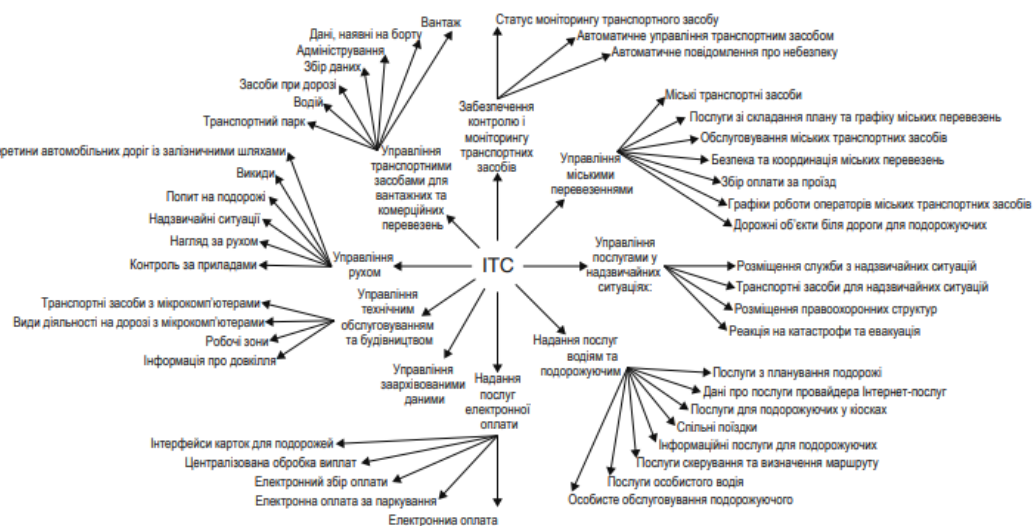 Вантаж
Дані, наявні на борту
Адміністрування
Збір даних
Засоби при дорозі
Водій
Транспортний парк
Управління
транспортними
засобами для
вантажних та
комерційних
перевезень
Статус моніторингу транспортного засобу
Автоматичне управління транспортним засобом
Автоматичне повідомлення про небезпеку
Забезпечення
контролю і
моніторингу
транспортних
засобів
Міські транспортні засоби
Послуги зі складання плану та графіку міських перевезень
Обслуговування міських транспортних засобів
Безпека та координація міських перевезень
Збір оплати за проїзд
Графіки роботи операторів міських транспортних засобів
Дорожні об’єкти біля дороги для подорожуючих
Управління
міськими
перевезеннями
автомобільних доріг із залізничними шляхами
Викиди
Попит на подорожі
Надзвичайні ситуації
Нагляд за рухом
Контроль за приладами
Управління
рухом
ІТС
Управління
послугами у
надзвичайних
ситуаціях:
Розміщення служби з надзвичайних ситуацій
Транспортні засоби для надзвичайних ситуацій
Розміщення правоохоронних структур
Реакція на катастрофи та евакуація
Транспортні засоби з мікрокомп’ютерами
Види діяльності на дорозі з мікрокомп’ютерами
Робочі зони
Інформація про довкілля
Управління
технічним
обслуговуванням
та будівництвом
Управління
заархівованими
даними
Надання
послуг
електронної
оплати
Надання послуг
водіям та
подорожуючим
Послуги з планування подорожі
Дані про послуги провайдера Інтернет-послуг
Послуги для подорожуючих у кіосках
Спільні поїздки
Інформаційні послуги для подорожуючих
Послуги скерування та визначення маршруту
Послуги особистого водія
Особисте обслуговування подорожуючого
Інтерфейси карток для подорожей
Централізована обробка виплат
Електронний збір оплати
Електронна оплата за паркування
Електронниа оплата